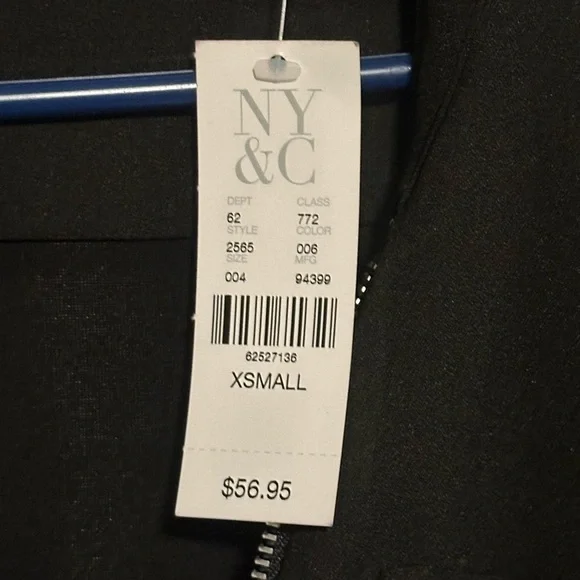 NY
&C
DEPT CLASS
62 772
STYLE COLOR
2565 006
SIZE MFG
004 94399
62527136
XSMALL
$56.95